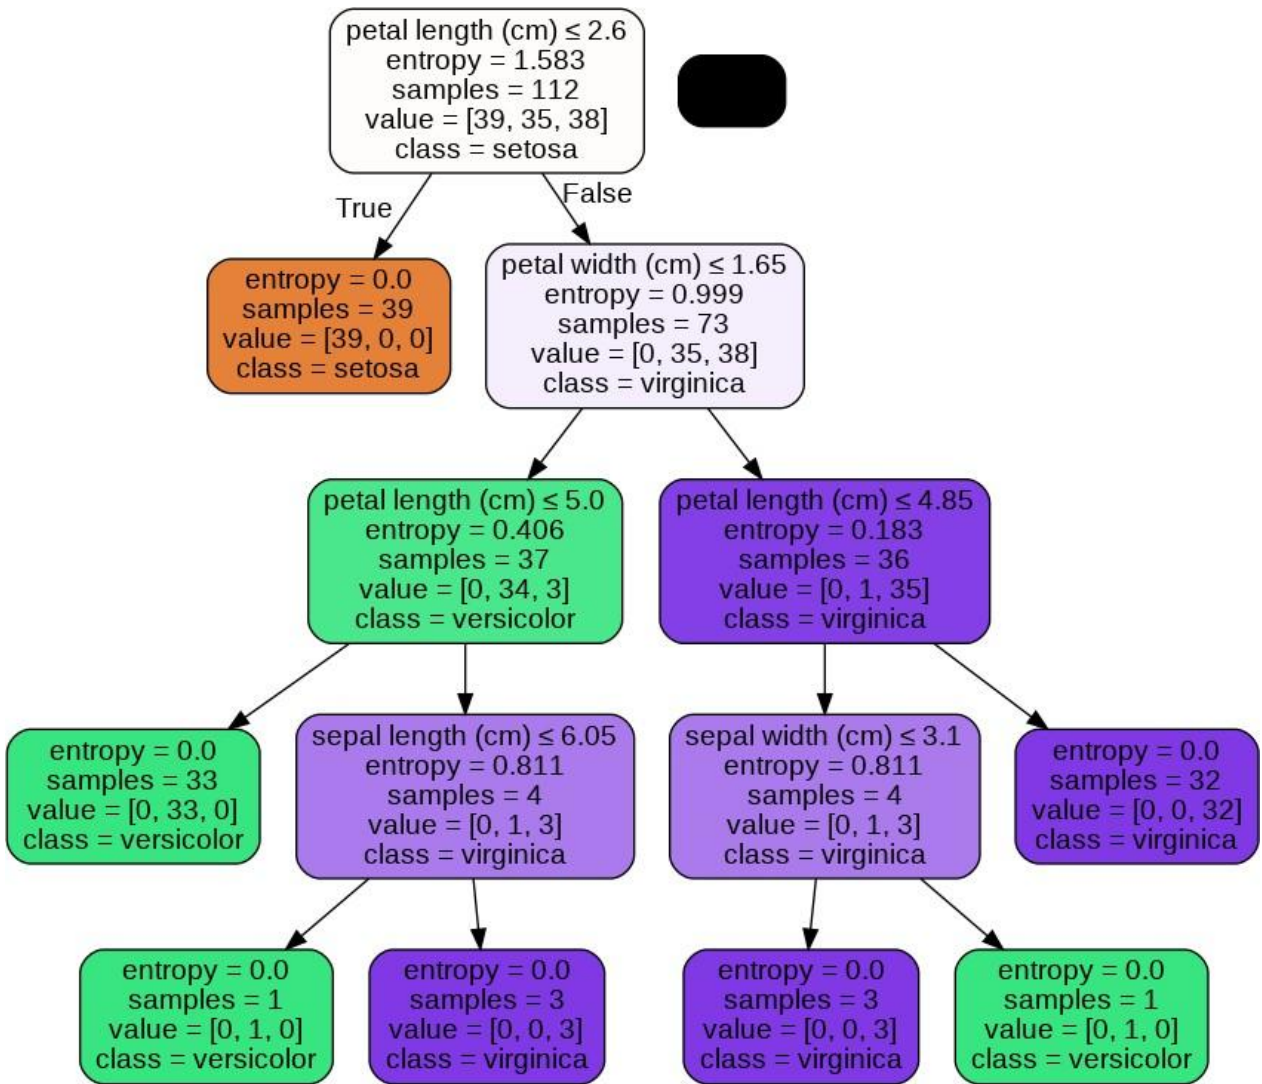 petal length (cm) ≤ 2.6
entropy = 1.583
samples = 112
value = [39, 35, 38]
class = setosa
True
False
entropy = 0.0
samples = 39
value = [39, 0, 0]
class = setosa
petal width (cm) ≤ 1.65
entropy = 0.999
samples = 73
value = [0, 35, 38]
class = virginica
petal length (cm) ≤ 5.0
entropy = 0.406
samples = 37
value = [0, 34, 3]
class = versicolor
petal length (cm) ≤ 4.85
entropy = 0.183
samples = 36
value = [0, 1, 35]
class = virginica
entropy = 0.0
samples = 33
value = [0, 33, 0]
class = versicolor
sepal length (cm) ≤ 6.05
entropy = 0.811
samples = 4
value = [0, 1, 3]
class = virginica
sepal width (cm) ≤ 3.1
entropy = 0.811
samples = 4
value = [0, 1, 3]
class = virginica
entropy = 0.0
samples = 32
value = [0, 0, 32]
class = virginica
entropy = 0.0
samples = 1
value = [0, 1, 0]
class = versicolor
entropy = 0.0
samples = 3
value = [0, 0, 3]
class = virginica
entropy = 0.0
samples = 3
value = [0, 0, 3]
class = virginica
entropy = 0.0
samples = 1
value = [0, 1, 0]
class = versicolor